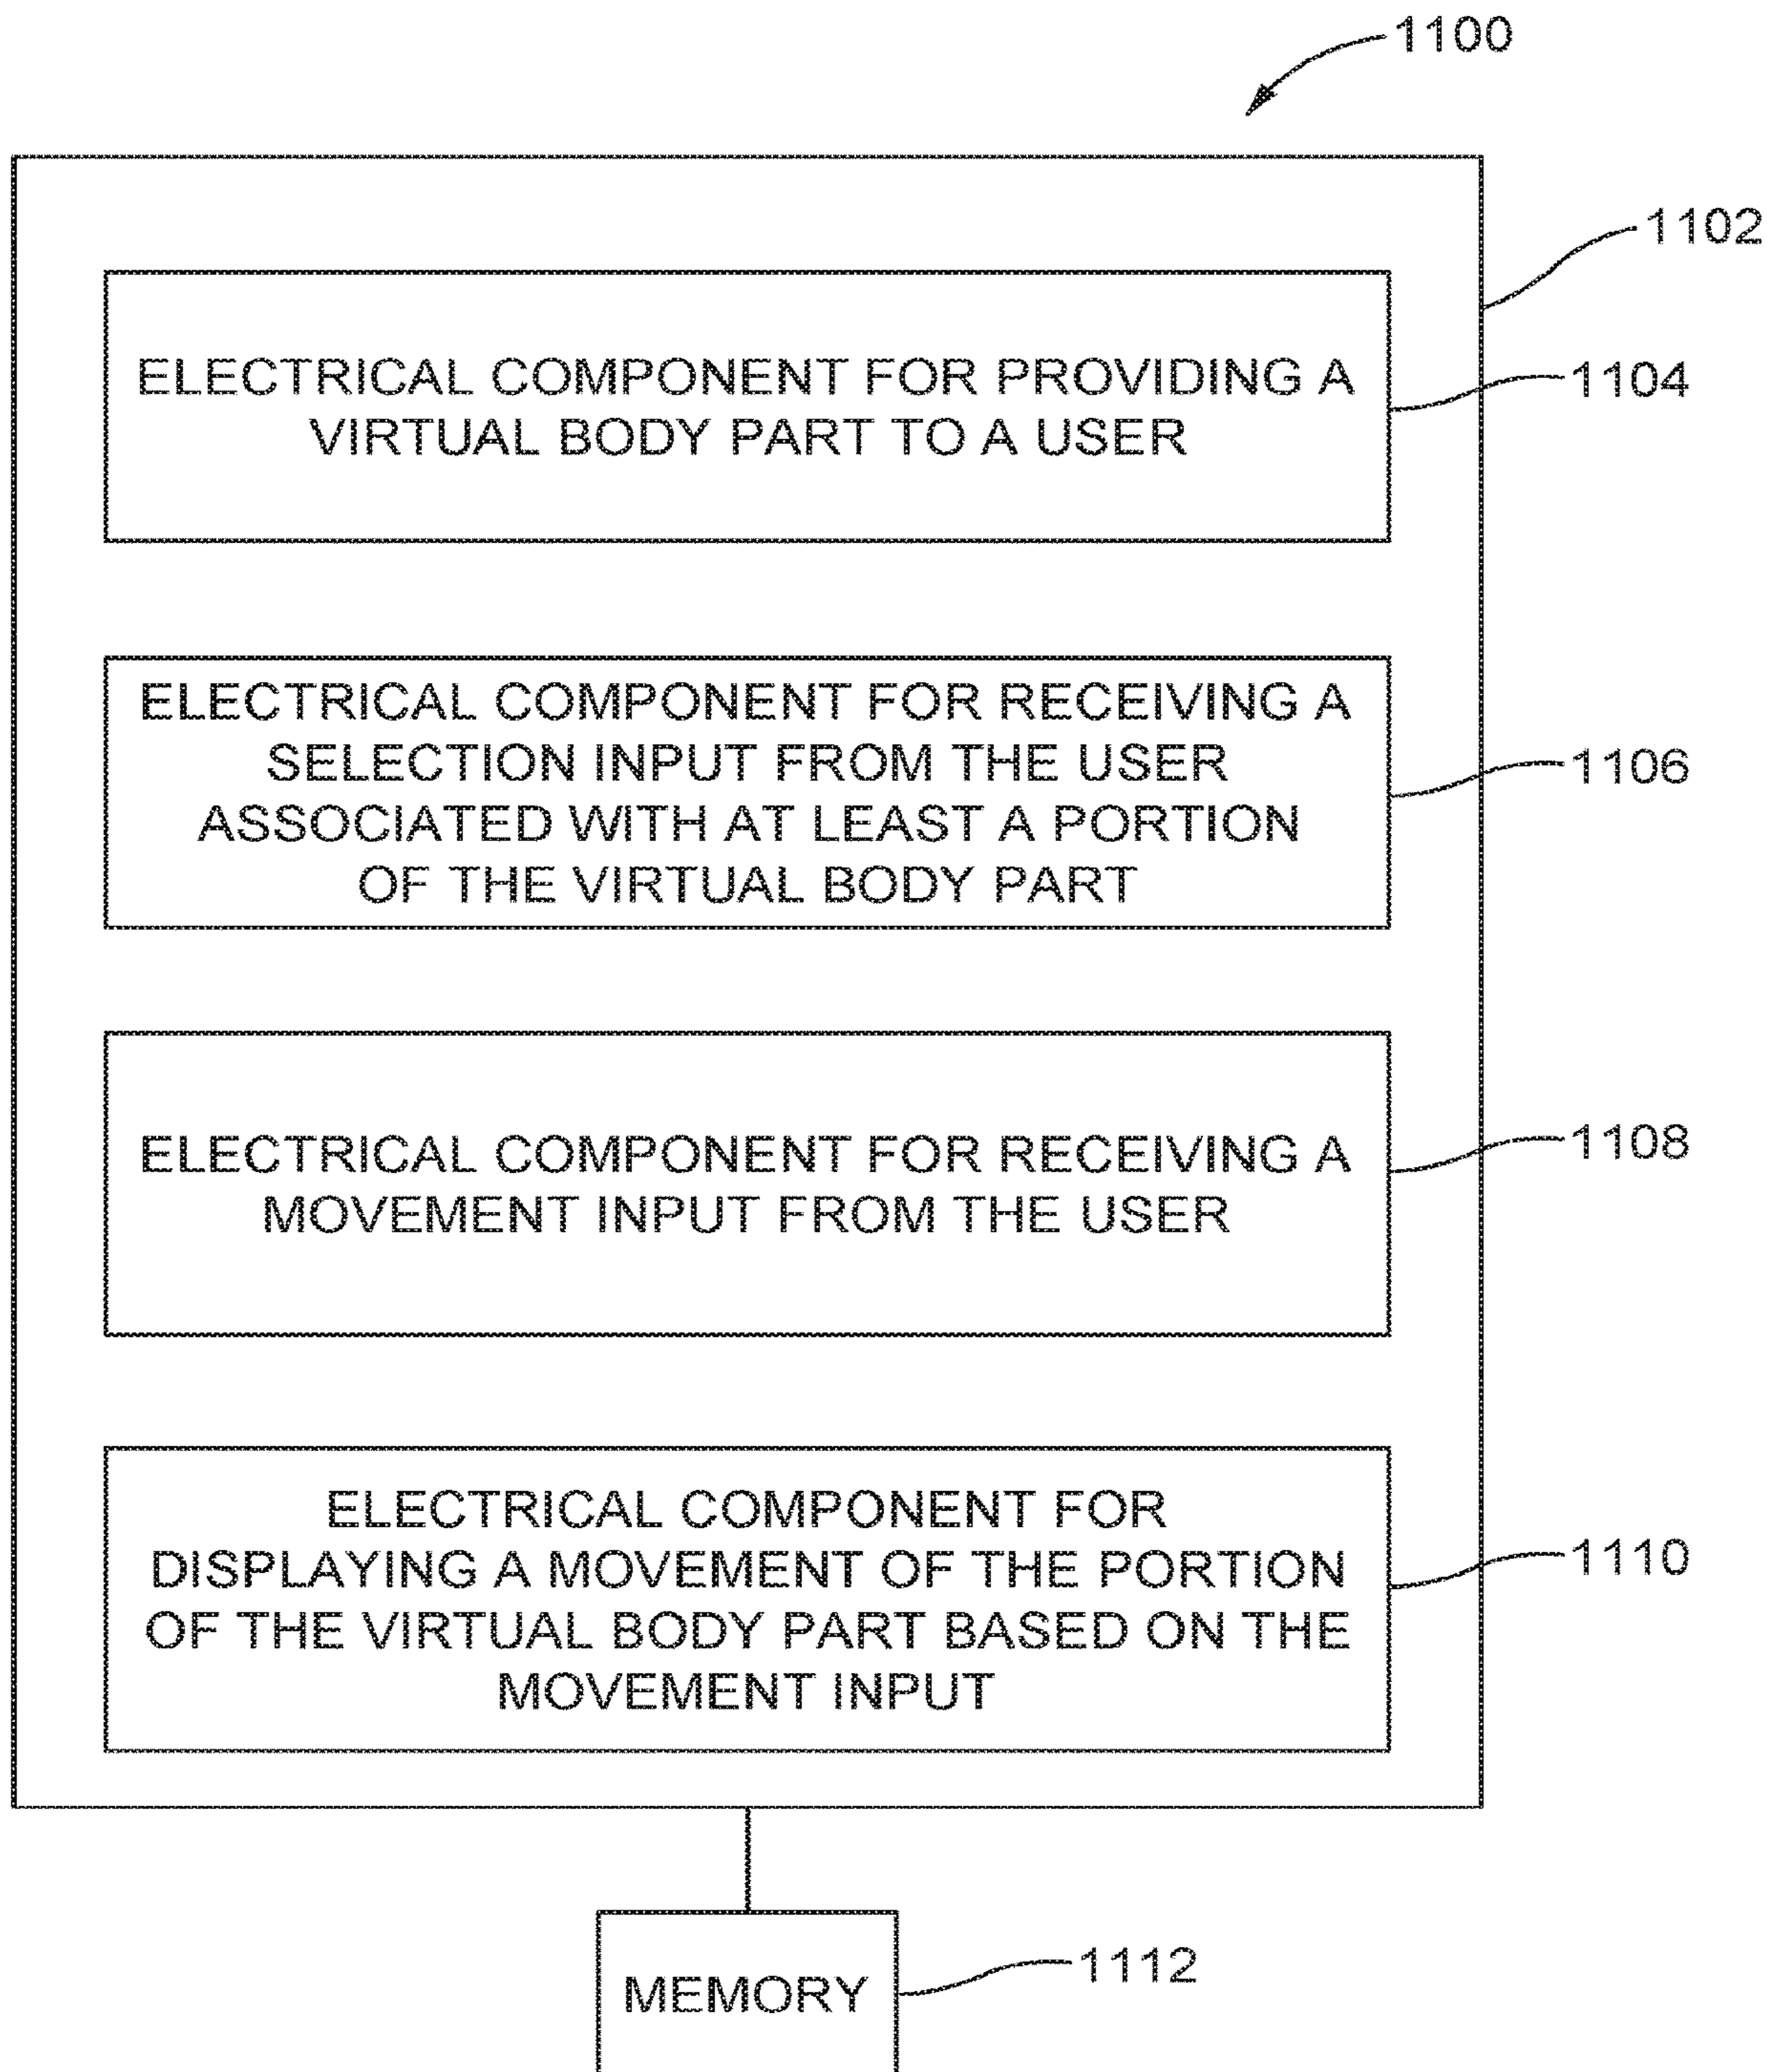 1100
1102
ELECTRICAL COMPONENT FOR PROVIDING A
VIRTUAL BODY PART TO A USER
1104
ELECTRICAL COMPONENT FOR RECEIVING A
SELECTION INPUT FROM THE USER
ASSOCIATED WITH AT LEAST A PORTION
OF THE VIRTUAL BODY PART
1106
ELECTRICAL COMPONENT FOR RECEIVING A
MOVEMENT INPUT FROM THE USER
1108
ELECTRICAL COMPONENT FOR
DISPLAYING A MOVEMENT OF THE PORTION
OF THE VIRTUAL BODY PART BASED ON THE
MOVEMENT INPUT
1110
MEMORY
1112